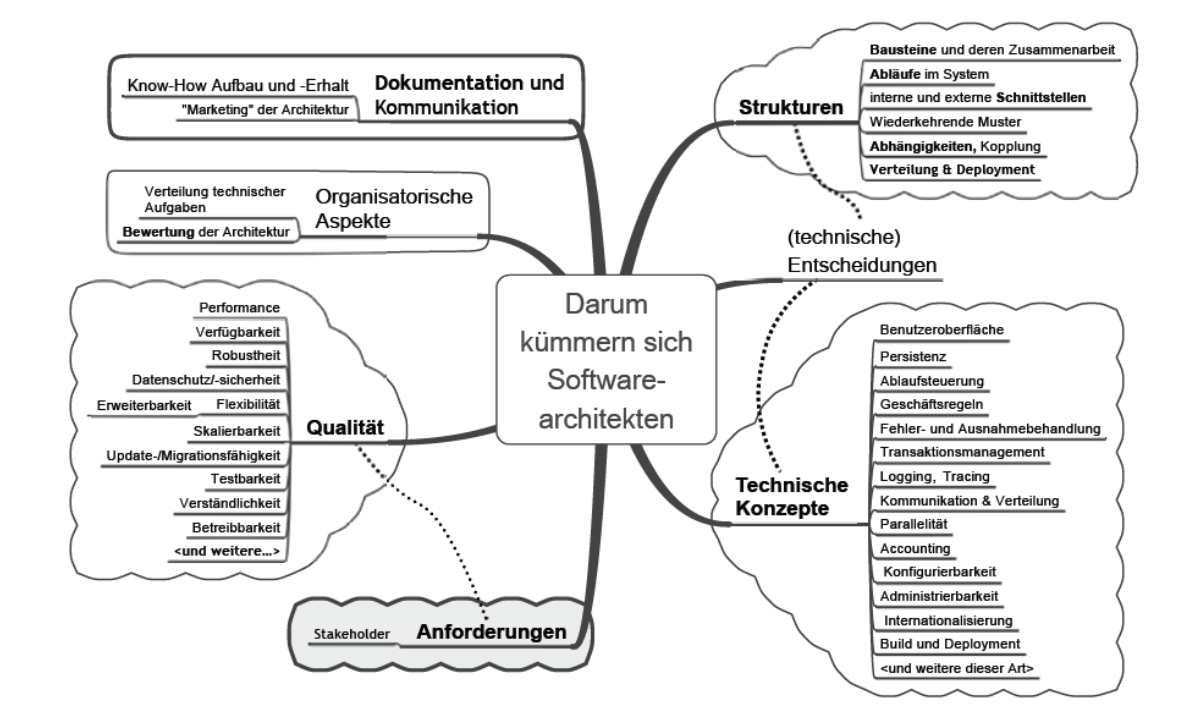 Darum
kümmern sich
Software-
architekten
Dokumentation und
Kommunikation
Know-How Aufbau und -Erhalt
"Marketing" der Architektur
Organisatorische
Aspekte
Verteilung technischer
Aufgaben
Bewertung der Architektur
Qualität
Performance
Verfügbarkeit
Robustheit
Datenschutz/-sicherheit
Erweiterbarkeit Flexibilität
Skalierbarkeit
Update-/Migrationsfähigkeit
Testbarkeit
Verständlichkeit
Betreibbarkeit
<und weitere...>
Anforderungen
Stakeholder
Strukturen
Bausteine und deren Zusammenarbeit
Abläufe im System
interne und externe Schnittstellen
Wiederkehrende Muster
Abhängigkeiten, Kopplung
Verteilung & Deployment
(technische)
Entscheidungen
Technische
Konzepte
Benutzeroberfläche
Persistenz
Ablaufsteuerung
Geschäftsregeln
Fehler- und Ausnahmebehandlung
Transaktionsmanagement
Logging, Tracing
Kommunikation & Verteilung
Parallelität
Accounting
Konfigurierbarkeit
Administrierbarkeit
Internationalisierung
Build und Deployment
<und weitere dieser Art>